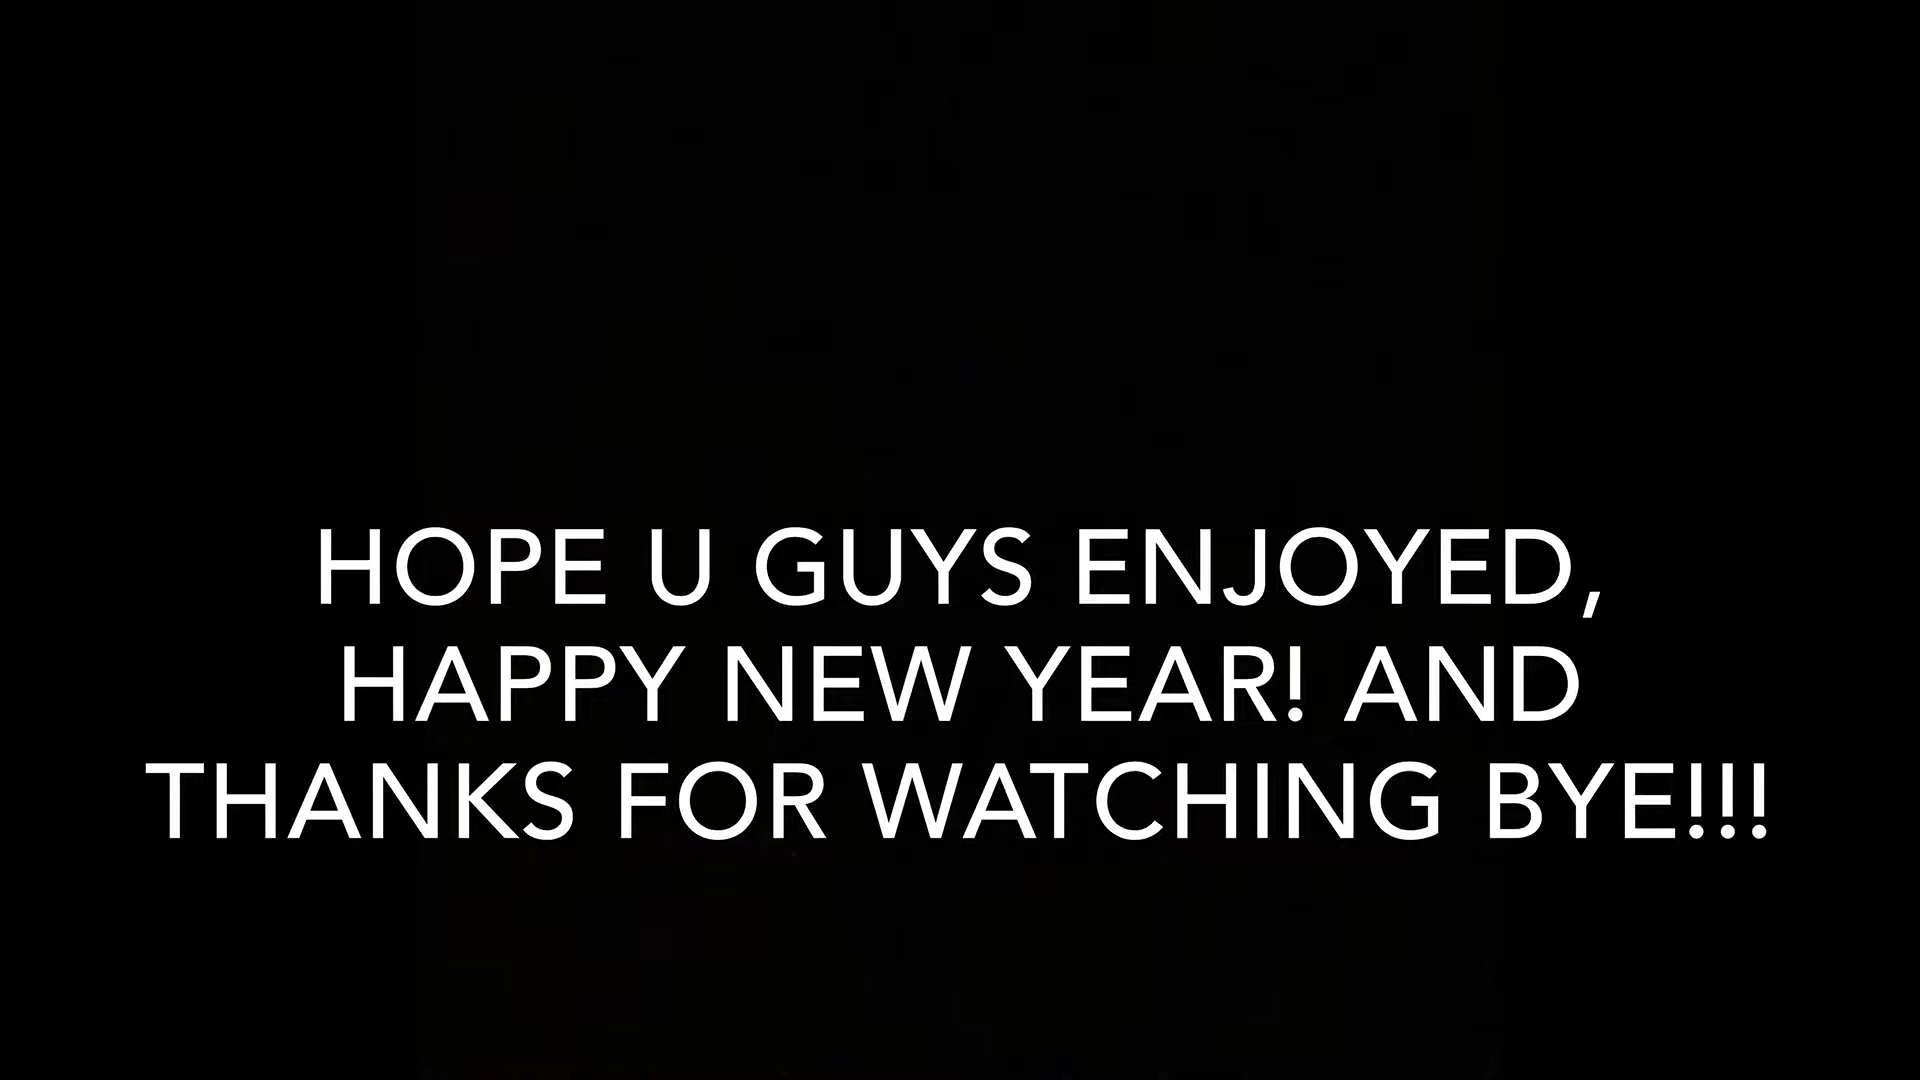 HOPE U GUYS ENJOYED,
HAPPY NEW YEAR! AND
THANKS FOR WATCHING BYE!!!